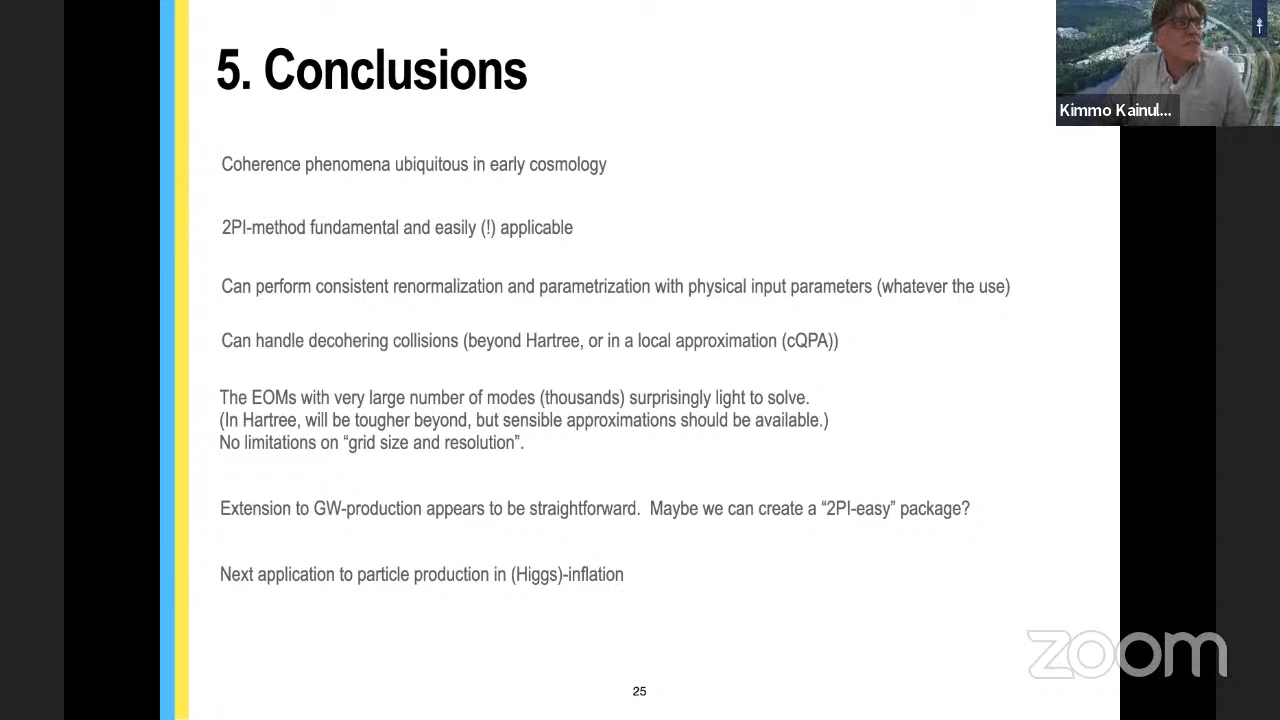 5. Conclusions
Kimmo Kainul...
Coherence phenomena ubiquitous in early cosmology
2PI-method fundamental and easily (!) applicable
Can perform consistent renormalization and parametrization with physical input parameters (whatever the use)
Can handle decohering collisions (beyond Hartree, or in a local approximation (cQPA))
The EOMs with very large number of modes (thousands) surprisingly light to solve.
(In Hartree, will be tougher beyond, but sensible approximations should be available.)
No limitations on “grid size and resolution”.
Extension to GW-production appears to be straightforward.  Maybe we can create a “2PI-easy” package?
Next application to particle production in (Higgs)-inflation
zoom
25